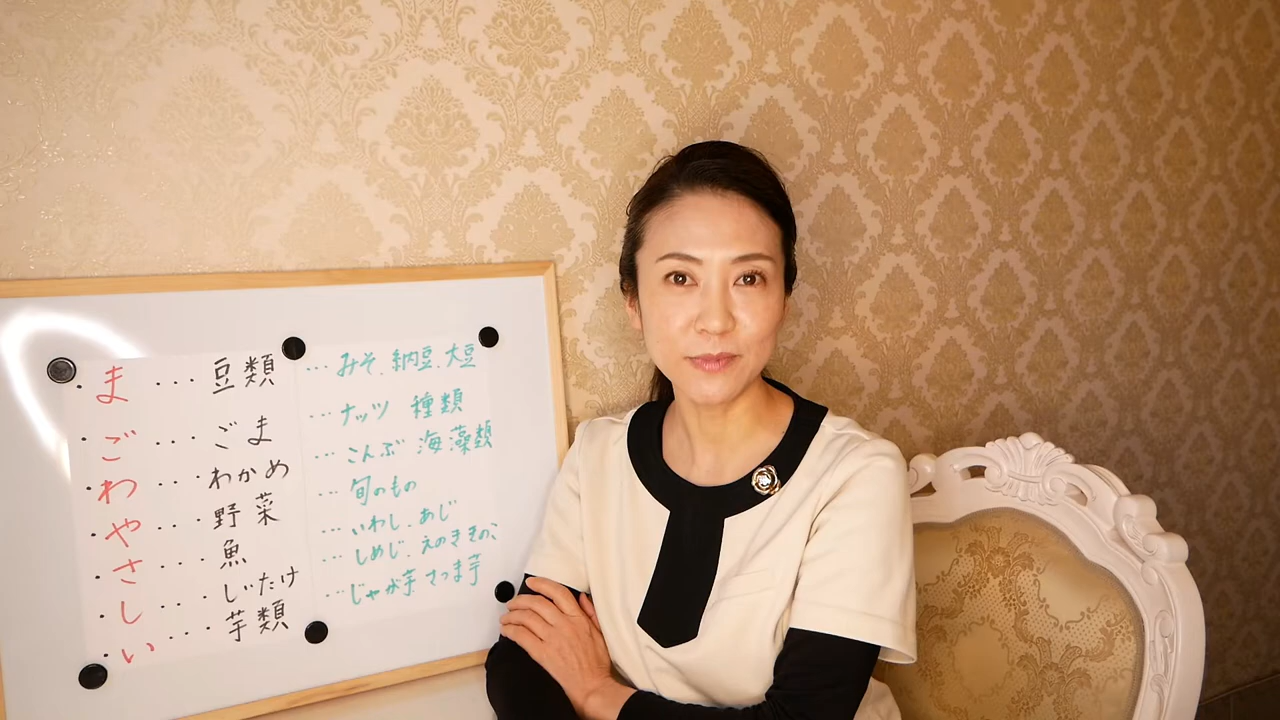 ・ま・・・豆類 ・・・みそ、納豆、大豆
・ご・・・ごま ・・・ナッツ 種類
・わ・・・わかめ ・・・こんぶ 海藻類
・や・・・野菜 ・・・旬のもの
・さ・・・魚 ・・・いわし、あじ
・し・・・しいたけ ・・・しめじ、えのききのこ
・い・・・芋類 ・・・じゃが芋、さつま芋